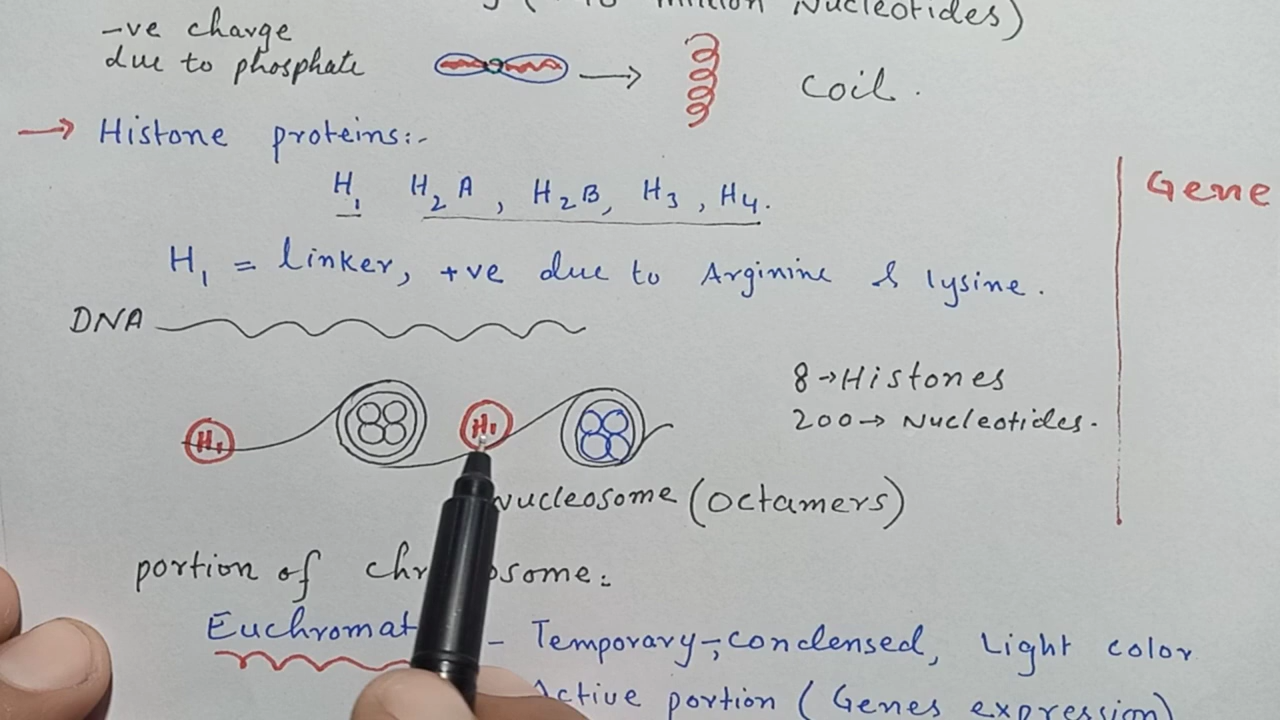 Nucleotides)
-ve charge
due to phosphate
coil.
→ Histone proteins:-
H1 H2A, H2B, H3, H4.
H1 = linker, +ve due to Arginine & lysine.
Gene
DNA
8→Histones
200→ Nucleotides.
H1 H1
Nucleosome (Octamers)
portion of
Temporary-, condensed, Light color
Active portion (Genes expression)